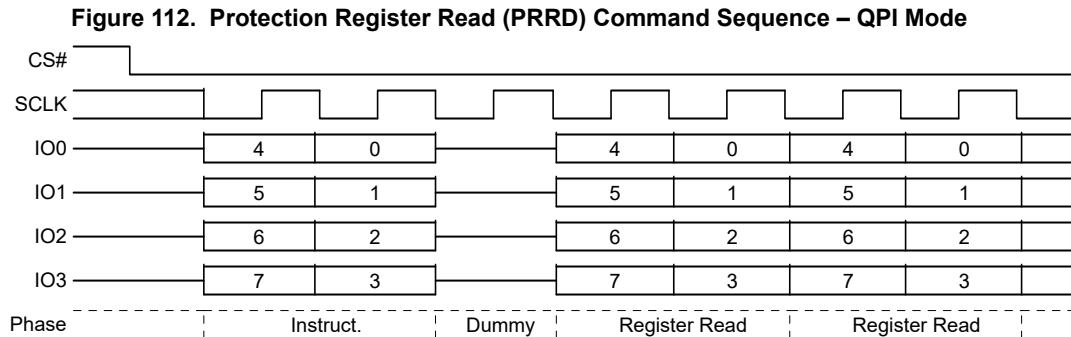 Figure 112.  Protection Register Read (PRRD) Command Sequence – QPI Mode
CS#
SCLK
IO0 4 0 4 0 4 0
IO1 5 1 5 1 5 1
IO2 6 2 6 2 6 2
IO3 7 3 7 3 7 3
Phase Instruct. Dummy Register Read Register Read